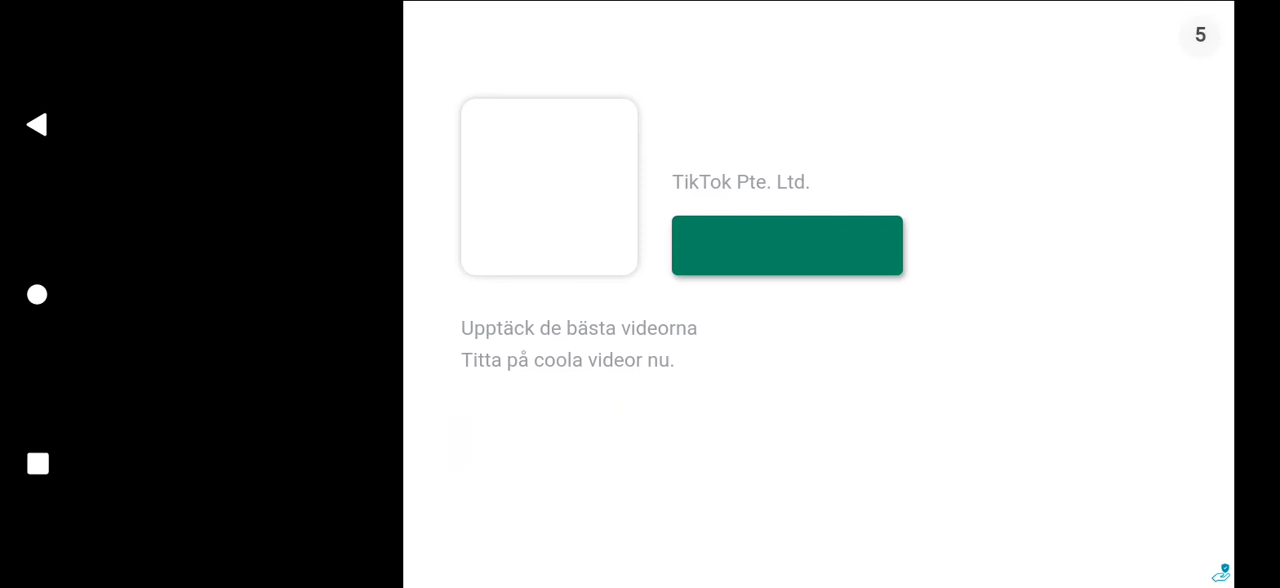 5
TikTok Pte. Ltd.
Upptäck de bästa videorna
Titta på coola videor nu.